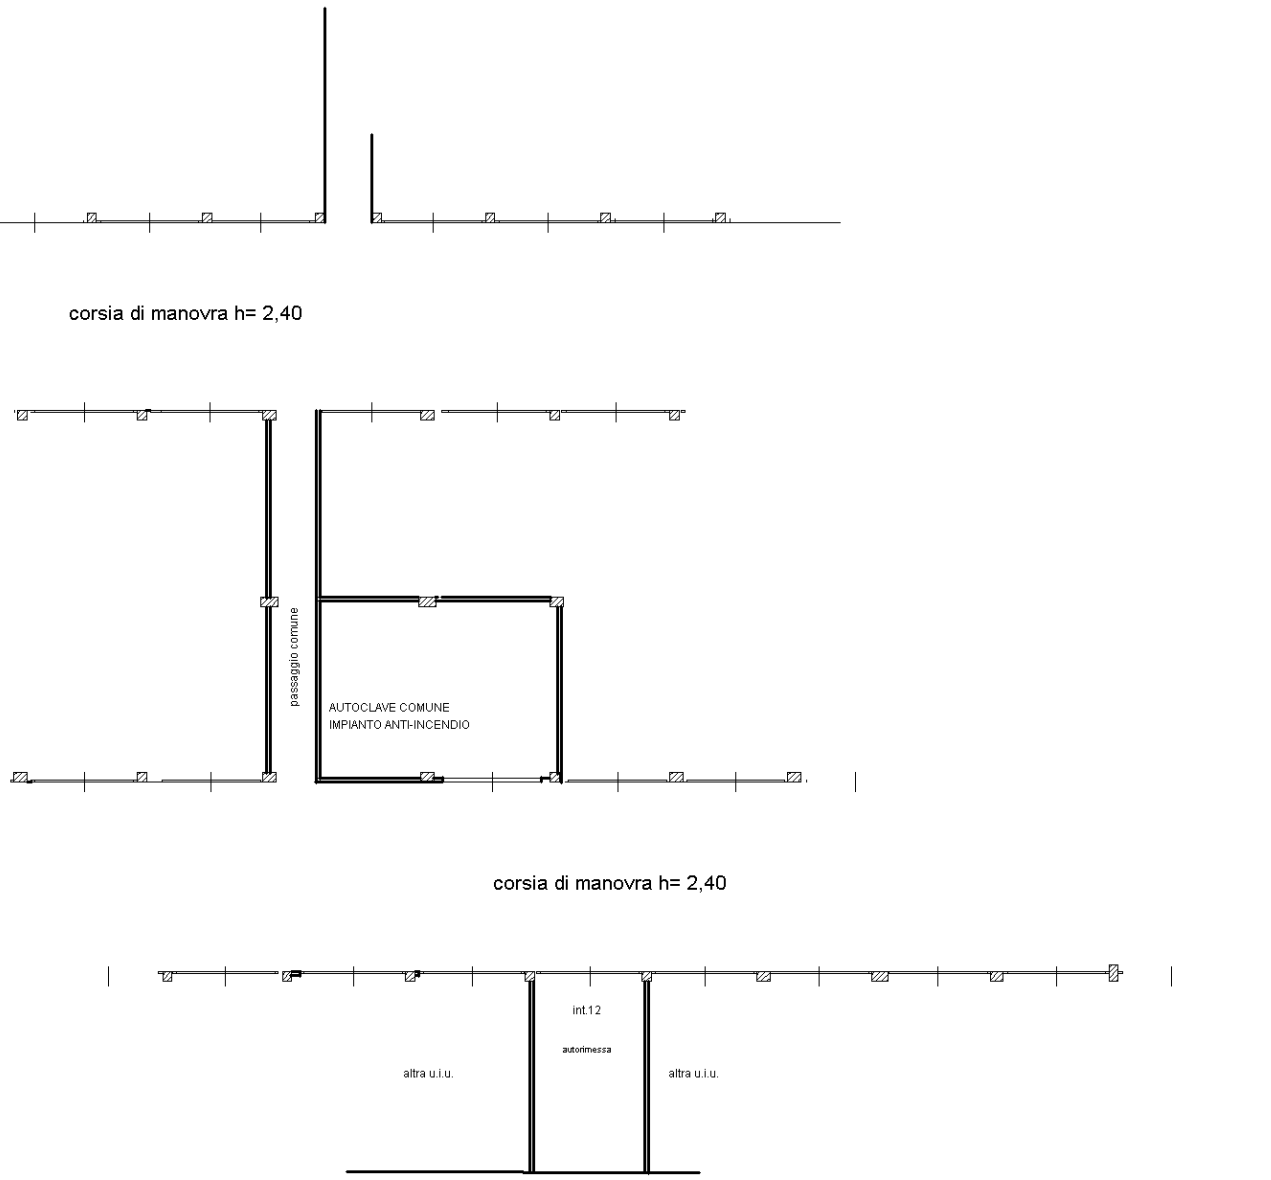 corsia di manovra h= 2,40
passaggio comune
AUTOCLAVE COMUNE
IMPIANTO ANTI-INCENDIO
corsia di manovra h= 2,40
int.12
autorimessa
altra u.i.u.
altra u.i.u.